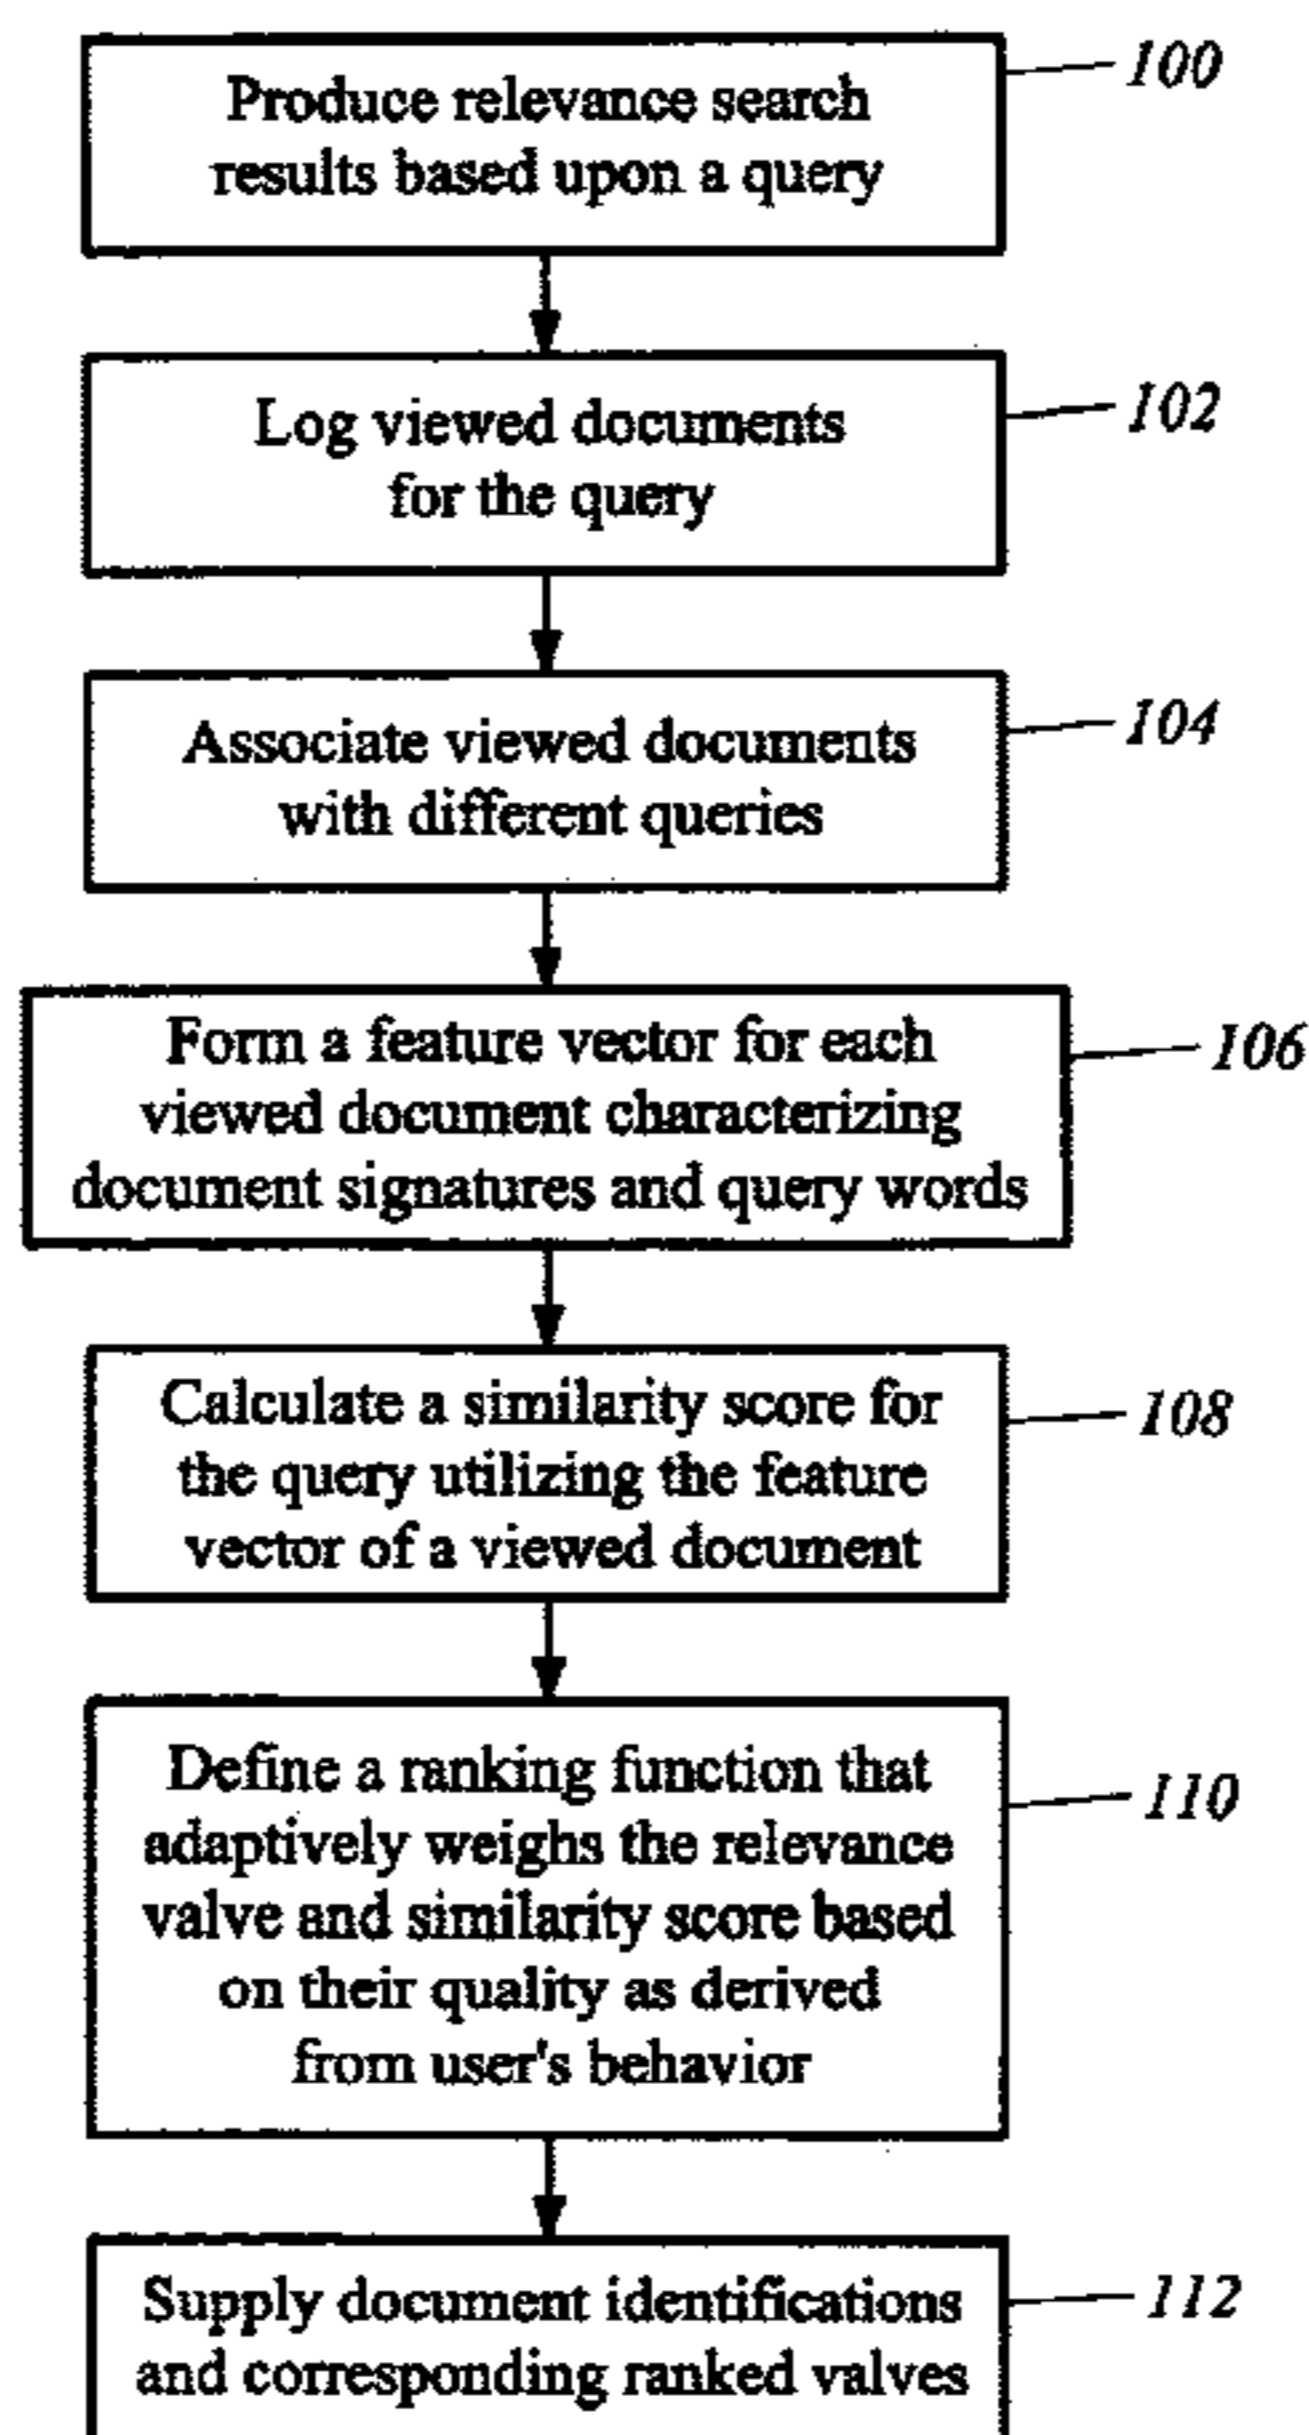 Produce relevance search
results based upon a query
100
Log viewed documents
for the query
102
Associate viewed documents
with different queries
104
Form a feature vector for each
viewed document characterizing
document signatures and query words
106
Calculate a similarity score for
the query utilizing the feature
vector of a viewed document
108
Define a ranking function that
adaptively weighs the relevance
valve and similarity score based
on their quality as derived
from user's behavior
110
Supply document identifications
and corresponding ranked valves
112